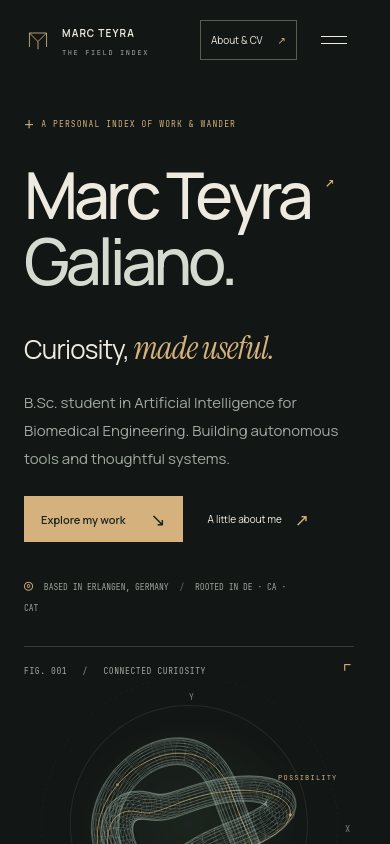 MARC TEYRA
THE FIELD INDEX
About & CV ↗
+ A PERSONAL INDEX OF WORK & WANDER
Marc Teyra ↗
Galiano.
Curiosity, made useful.
B.Sc. student in Artificial Intelligence for
Biomedical Engineering. Building autonomous
tools and thoughtful systems.
Explore my work ↘
A little about me ↗
BASED IN ERLANGEN, GERMANY / ROOTED IN DE · CA ·
CAT
FIG. 001 / CONNECTED CURIOSITY
Y
POSSIBILITY
X